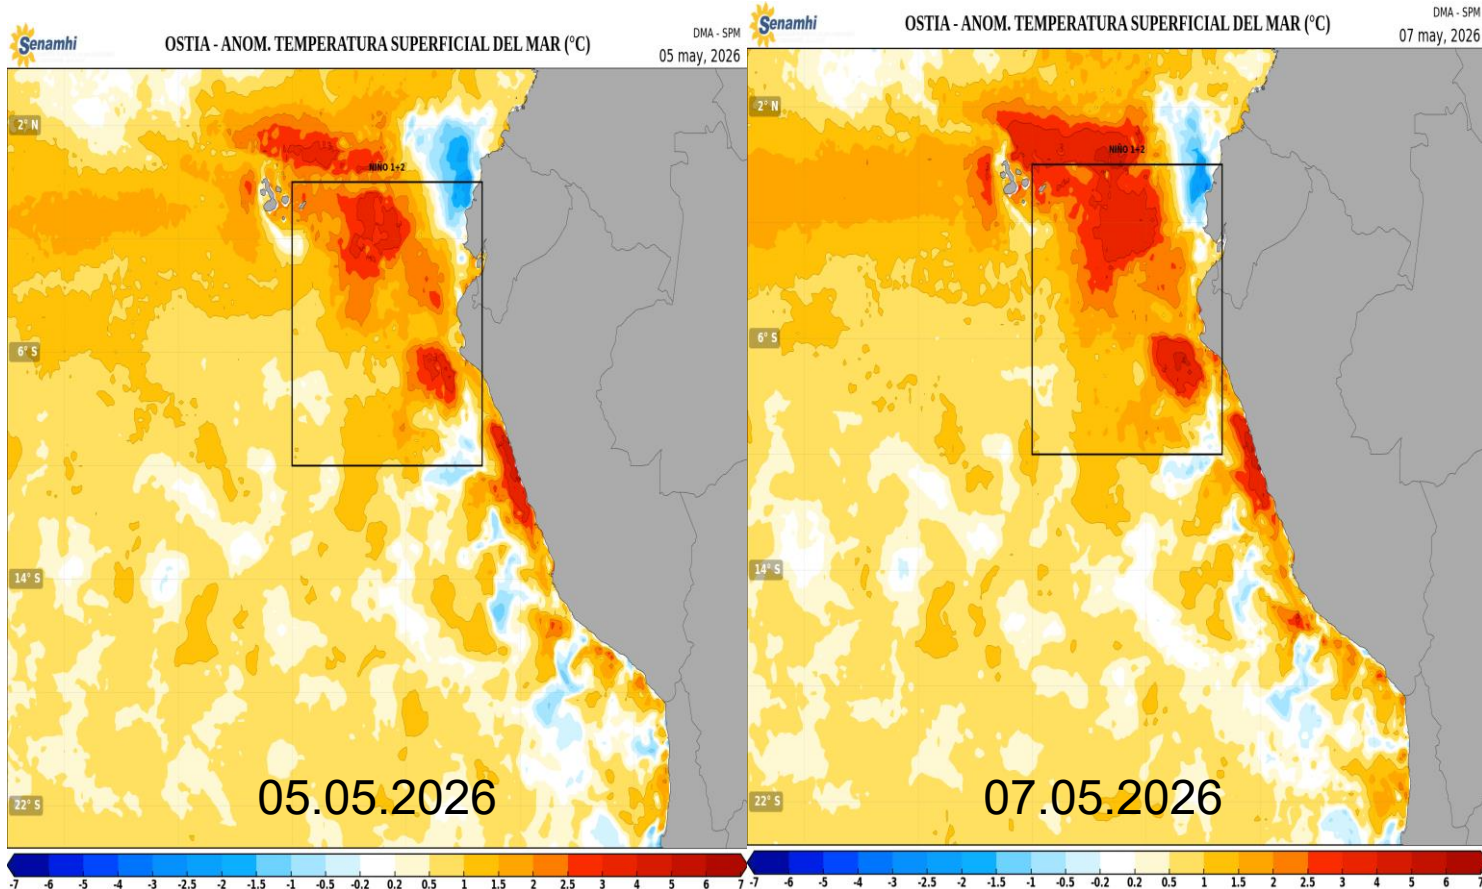 Senamhi
OSTIA - ANOM. TEMPERATURA SUPERFICIAL DEL MAR (°C)
DMA - SPM
05 may, 2026
2° N
NIÑO 1+2
6° S
14° S
22° S
05.05.2026
-7 -6 -5 -4 -3 -2.5 -2 -1.5 -1 -0.5 -0.2 0.2 0.5 1 1.5 2 2.5 3 4 5 6 7
Senamhi
OSTIA - ANOM. TEMPERATURA SUPERFICIAL DEL MAR (°C)
DMA - SPM
07 may, 2026
2° N
NIÑO 1+2
6° S
14° S
22° S
07.05.2026
-7 -6 -5 -4 -3 -2.5 -2 -1.5 -1 -0.5 -0.2 0.2 0.5 1 1.5 2 2.5 3 4 5 6